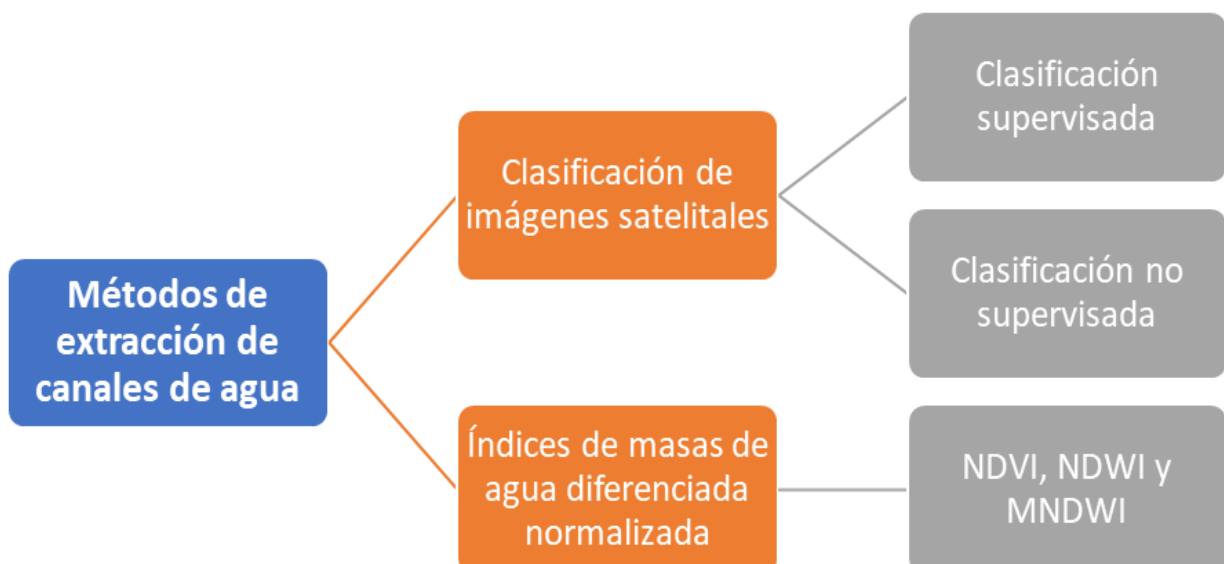 Métodos de
extracción de
canales de agua
Clasificación de
imágenes satelitales
Clasificación
supervisada
Clasificación no
supervisada
Índices de masas de
agua diferenciada
normalizada
NDVI, NDWI y
MNDWI